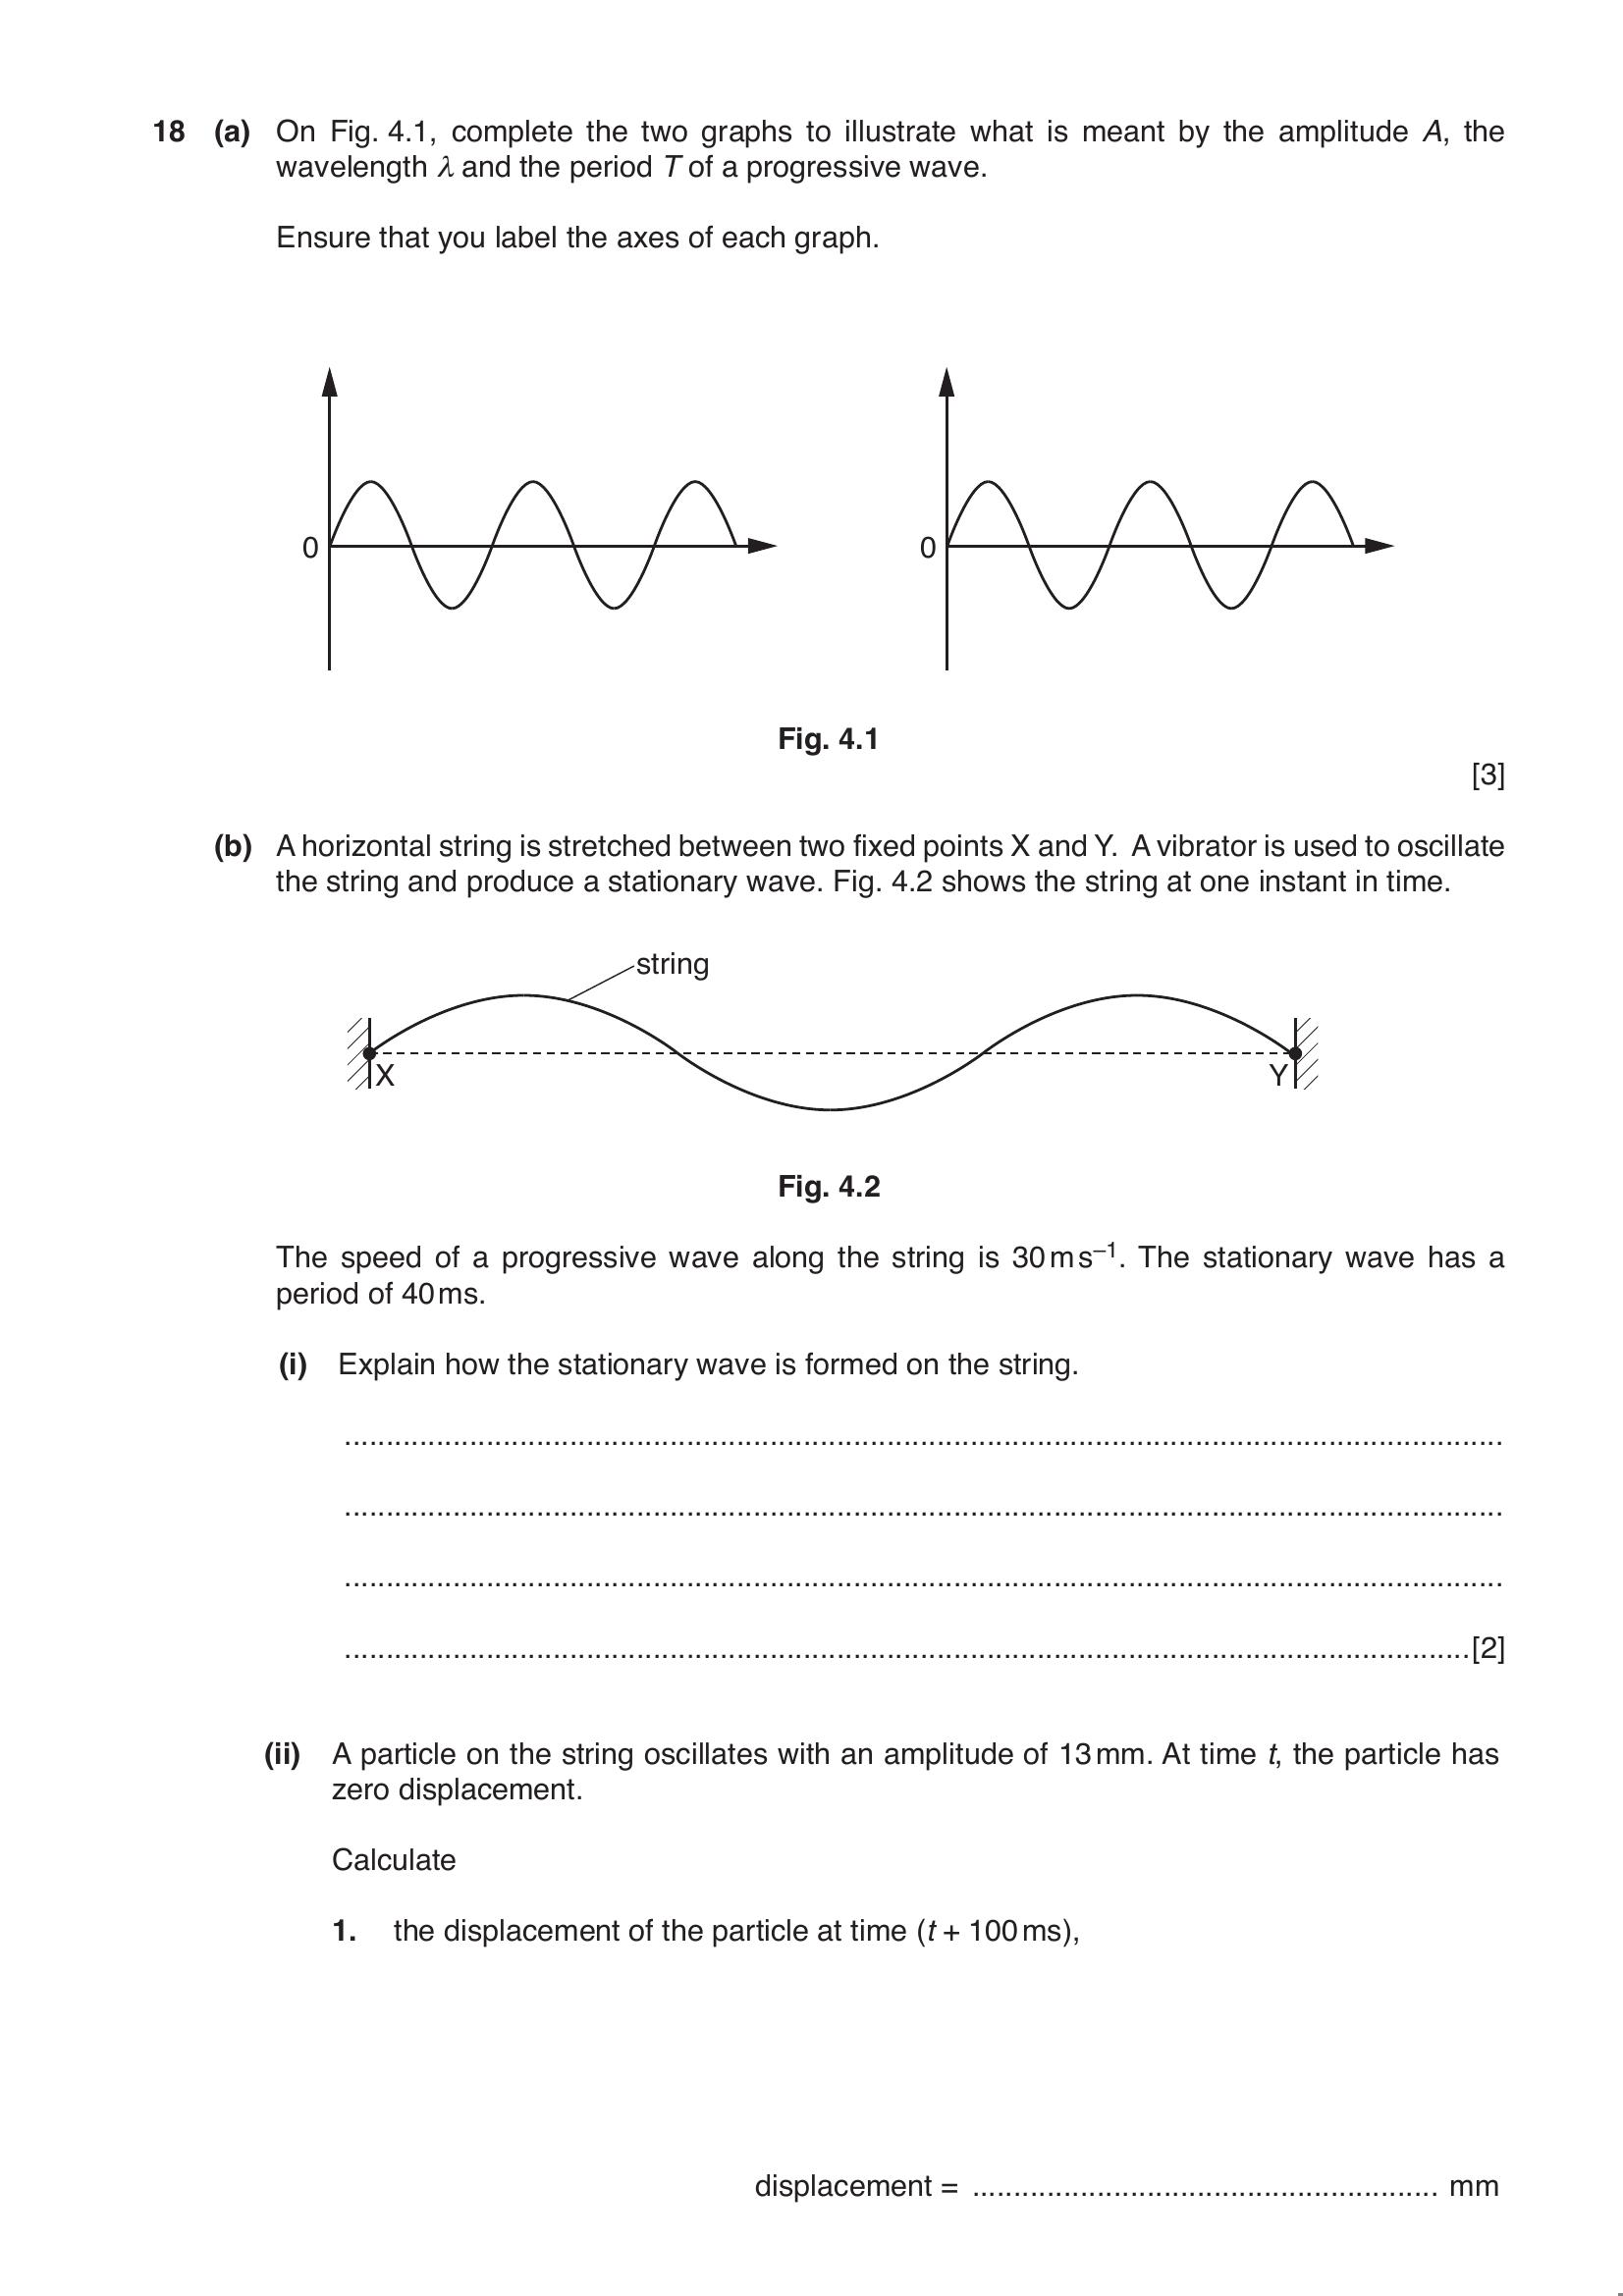 18 (a) On Fig. 4.1, complete the two graphs to illustrate what is meant by the amplitude A, the
wavelength λ and the period T of a progressive wave.
Ensure that you label the axes of each graph.
0
0
Fig. 4.1
[3]
(b) A horizontal string is stretched between two fixed points X and Y. A vibrator is used to oscillate
the string and produce a stationary wave. Fig. 4.2 shows the string at one instant in time.
string
X
Y
Fig. 4.2
The speed of a progressive wave along the string is 30 m s⁻¹. The stationary wave has a
period of 40 ms.
(i) Explain how the stationary wave is formed on the string.
..........................................................................................................................................
..........................................................................................................................................
..........................................................................................................................................
......................................................................................................................................[2]
(ii) A particle on the string oscillates with an amplitude of 13 mm. At time t, the particle has
zero displacement.
Calculate
1. the displacement of the particle at time (t + 100 ms),
displacement = ........................................................ mm